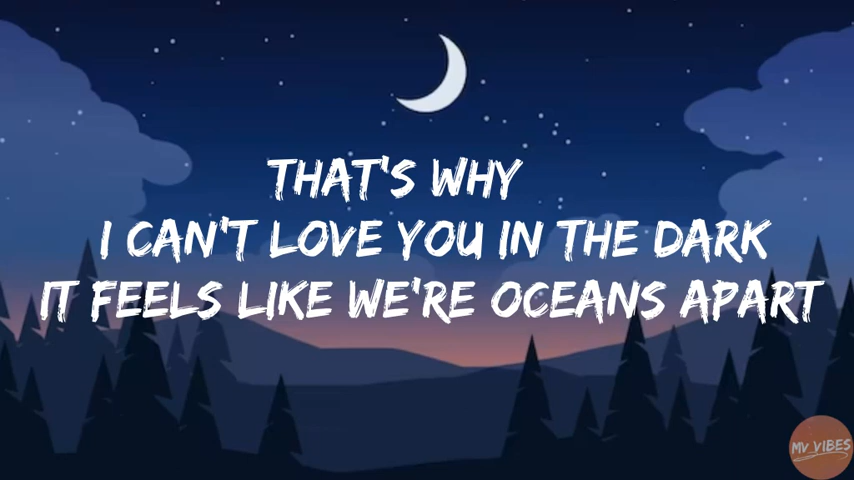 THAT'S WHY
I CAN'T LOVE YOU IN THE DARK
IT FEELS LIKE WE'RE OCEANS APART
MV_VIBES